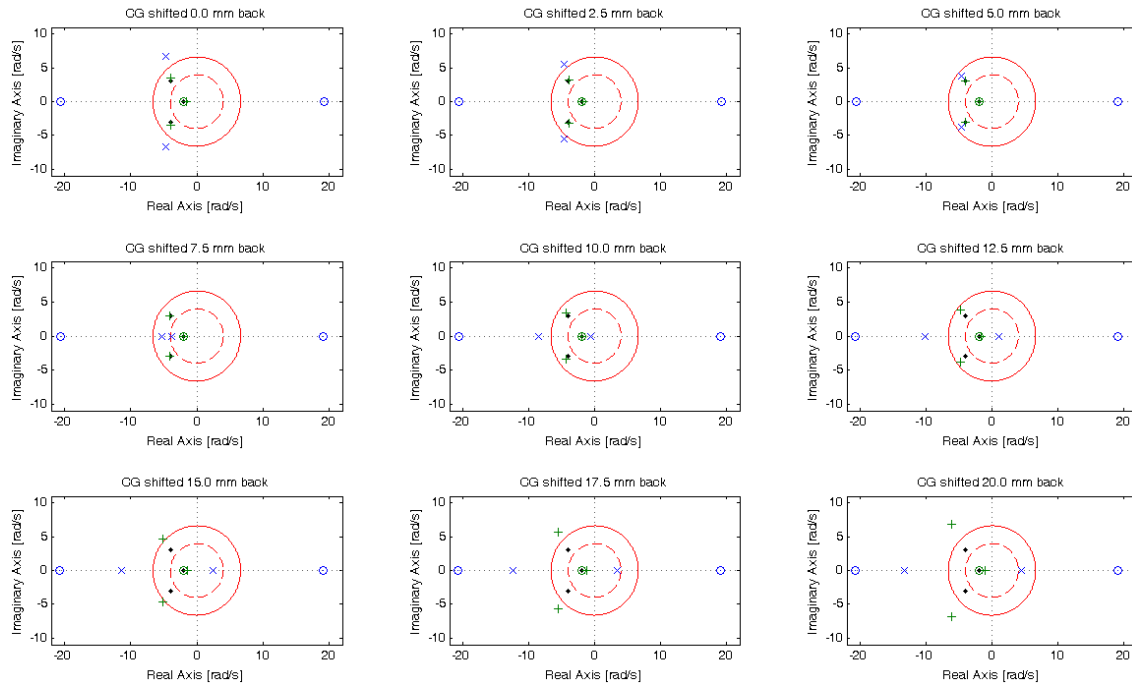 CG shifted 0.0 mm back
CG shifted 2.5 mm back
CG shifted 5.0 mm back
10
5
0
-5
-10
Imaginary Axis [rad/s]
-20 -10 0 10 20
Real Axis [rad/s]
10
5
0
-5
-10
Imaginary Axis [rad/s]
-20 -10 0 10 20
Real Axis [rad/s]
10
5
0
-5
-10
Imaginary Axis [rad/s]
-20 -10 0 10 20
Real Axis [rad/s]
CG shifted 7.5 mm back
CG shifted 10.0 mm back
CG shifted 12.5 mm back
10
5
0
-5
-10
Imaginary Axis [rad/s]
-20 -10 0 10 20
Real Axis [rad/s]
10
5
0
-5
-10
Imaginary Axis [rad/s]
-20 -10 0 10 20
Real Axis [rad/s]
10
5
0
-5
-10
Imaginary Axis [rad/s]
-20 -10 0 10 20
Real Axis [rad/s]
CG shifted 15.0 mm back
CG shifted 17.5 mm back
CG shifted 20.0 mm back
10
5
0
-5
-10
Imaginary Axis [rad/s]
-20 -10 0 10 20
Real Axis [rad/s]
10
5
0
-5
-10
Imaginary Axis [rad/s]
-20 -10 0 10 20
Real Axis [rad/s]
10
5
0
-5
-10
Imaginary Axis [rad/s]
-20 -10 0 10 20
Real Axis [rad/s]